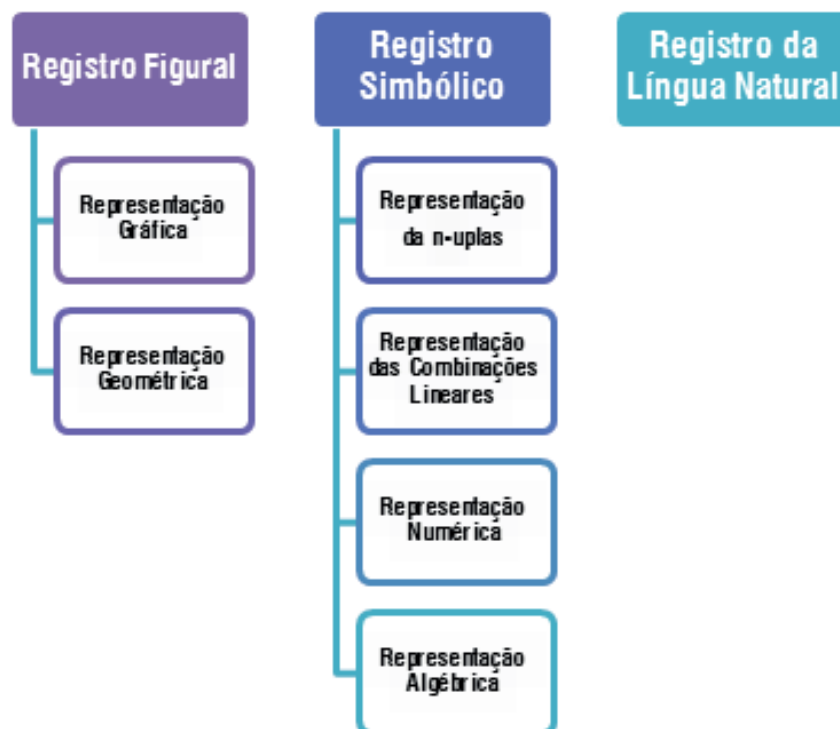 Registro Figural
Representação
Gráfica
Representação
Geométrica
Registro
Simbólico
Representação
da n-uplas
Representação
das Combinações
Lineares
Representação
Numérica
Representação
Algébrica
Registro da
Língua Natural